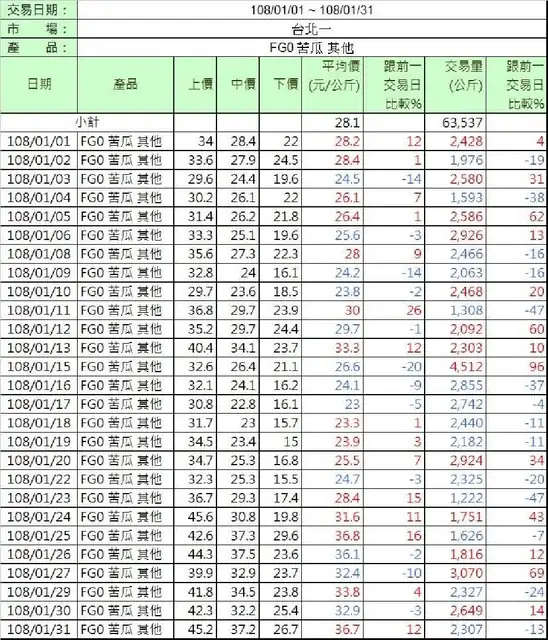 交易日期： 108/01/01 ~ 108/01/31
市 場： 台北一
產 品： FG0 苦瓜 其他
日期 產品 上價 中價 下價 平均價(元/公斤) 跟前一交易日比較% 交易量(公斤) 跟前一交易日比較%
小計 28.1 63,537
108/01/01 FG0 苦瓜 其他 34 28.4 22 28.2 12 2,428 4
108/01/02 FG0 苦瓜 其他 33.6 27.9 24.5 28.4 1 1,976 -19
108/01/03 FG0 苦瓜 其他 29.6 24.4 19.6 24.5 -14 2,580 31
108/01/04 FG0 苦瓜 其他 30.2 26.1 22 26.1 7 1,593 -38
108/01/05 FG0 苦瓜 其他 31.4 26.2 21.8 26.4 1 2,586 62
108/01/06 FG0 苦瓜 其他 33.3 25.1 19.6 25.6 -3 2,926 13
108/01/08 FG0 苦瓜 其他 35.6 27.3 22.3 28 9 2,466 -16
108/01/09 FG0 苦瓜 其他 32.8 24 16.1 24.2 -14 2,063 -16
108/01/10 FG0 苦瓜 其他 29.7 23.6 18.5 23.8 -2 2,468 20
108/01/11 FG0 苦瓜 其他 36.8 29.7 23.9 30 26 1,308 -47
108/01/12 FG0 苦瓜 其他 35.2 29.7 24.4 29.7 -1 2,092 60
108/01/13 FG0 苦瓜 其他 40.4 34.1 23.7 33.3 12 2,303 10
108/01/15 FG0 苦瓜 其他 32.6 26.4 21.1 26.6 -20 4,512 96
108/01/16 FG0 苦瓜 其他 32.1 24.1 16.2 24.1 -9 2,855 -37
108/01/17 FG0 苦瓜 其他 30.8 22.8 16.1 23 -5 2,742 -4
108/01/18 FG0 苦瓜 其他 31.7 23 15.7 23.3 1 2,440 -11
108/01/19 FG0 苦瓜 其他 34.5 23.4 15 23.9 3 2,182 -11
108/01/20 FG0 苦瓜 其他 34.7 25.3 16.8 25.5 7 2,924 34
108/01/22 FG0 苦瓜 其他 32.3 25.3 15.5 24.7 -3 2,325 -20
108/01/23 FG0 苦瓜 其他 36.7 29.3 17.4 28.4 15 1,222 -47
108/01/24 FG0 苦瓜 其他 45.6 30.8 19.8 31.6 11 1,751 43
108/01/25 FG0 苦瓜 其他 42.6 37.3 29.6 36.8 16 1,626 -7
108/01/26 FG0 苦瓜 其他 44.3 37.5 23.6 36.1 -2 1,816 12
108/01/27 FG0 苦瓜 其他 39.9 32.9 23.7 32.4 -10 3,070 69
108/01/29 FG0 苦瓜 其他 41.8 34.5 23.8 33.8 4 2,327 -24
108/01/30 FG0 苦瓜 其他 42.3 32.2 25.4 32.9 -3 2,649 14
108/01/31 FG0 苦瓜 其他 45.2 37.2 26.7 36.7 12 2,307 -13